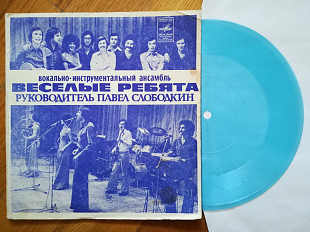 вокально-инструментальный ансамбль
ВЕСЕЛЫЕ РЕБЯТА
РУКОВОДИТЕЛЬ ПАВЕЛ СЛОБОДКИН